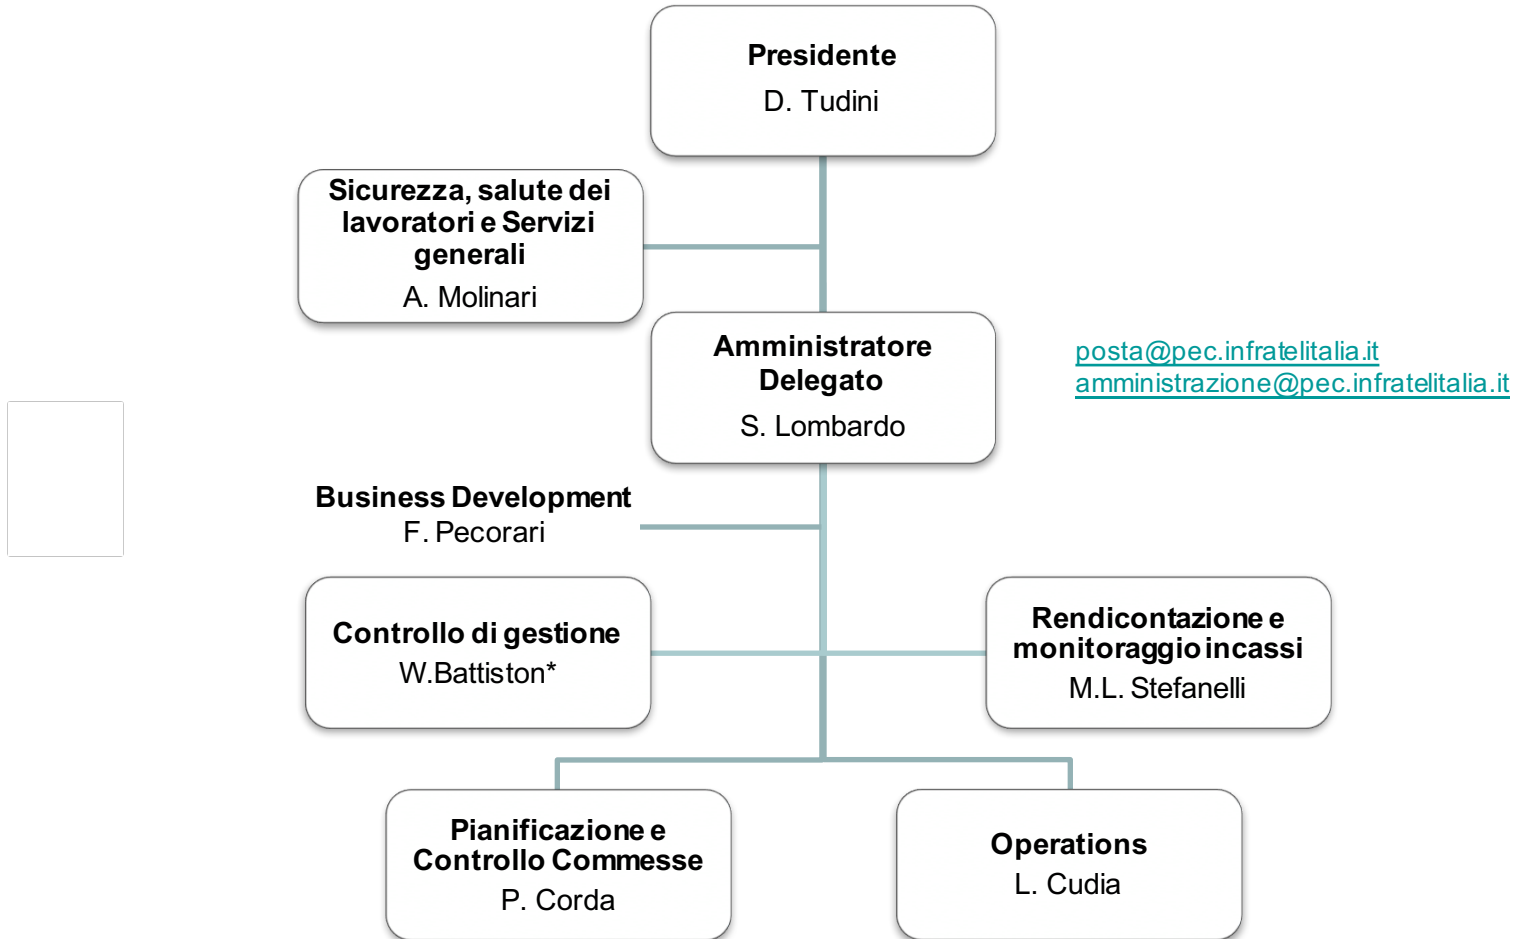 Presidente
D. Tudini
Sicurezza, salute dei
lavoratori e Servizi
generali
A. Molinari
Amministratore
Delegato
S. Lombardo
posta@pec.infratelitalia.it
amministrazione@pec.infratelitalia.it
Business Development
F. Pecorari
Controllo di gestione
W.Battiston*
Rendicontazione e
monitoraggio incassi
M.L. Stefanelli
Pianificazione e
Controllo Commesse
P. Corda
Operations
L. Cudia